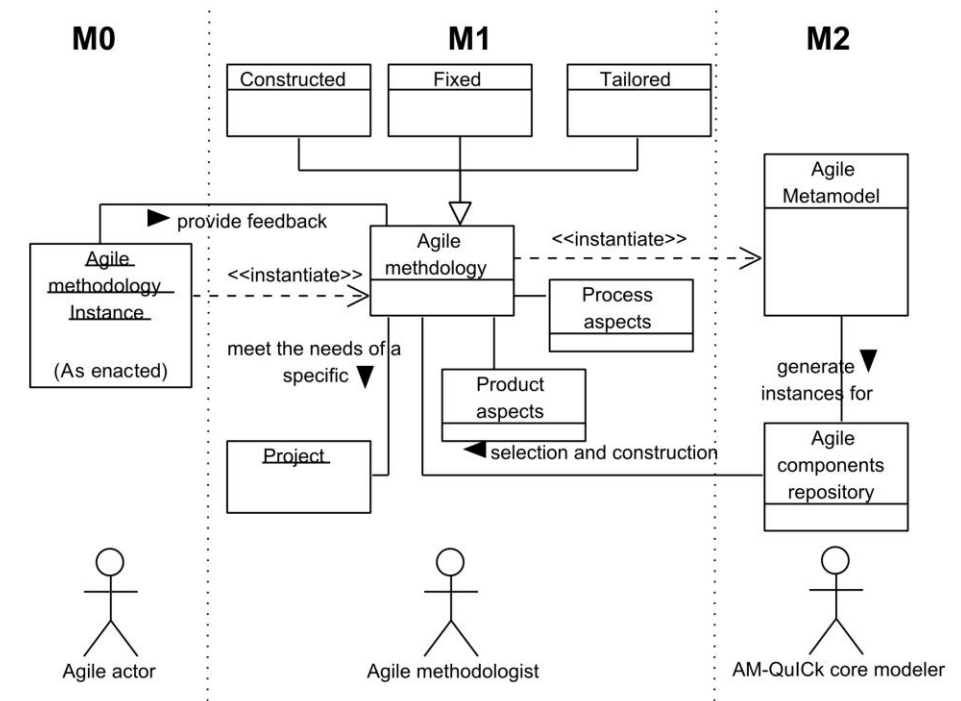 M0
M1
M2
Constructed
Fixed
Tailored
Agile
Metamodel
provide feedback
Agile
methdology
<<instantiate>>
Agile
methodology
Instance
(As enacted)
<<instantiate>>
Process
aspects
meet the needs of a
specific
Product
aspects
generate
instances for
Project
selection and construction
Agile
components
repository
Agile actor
Agile methodologist
AM-QuICk core modeler